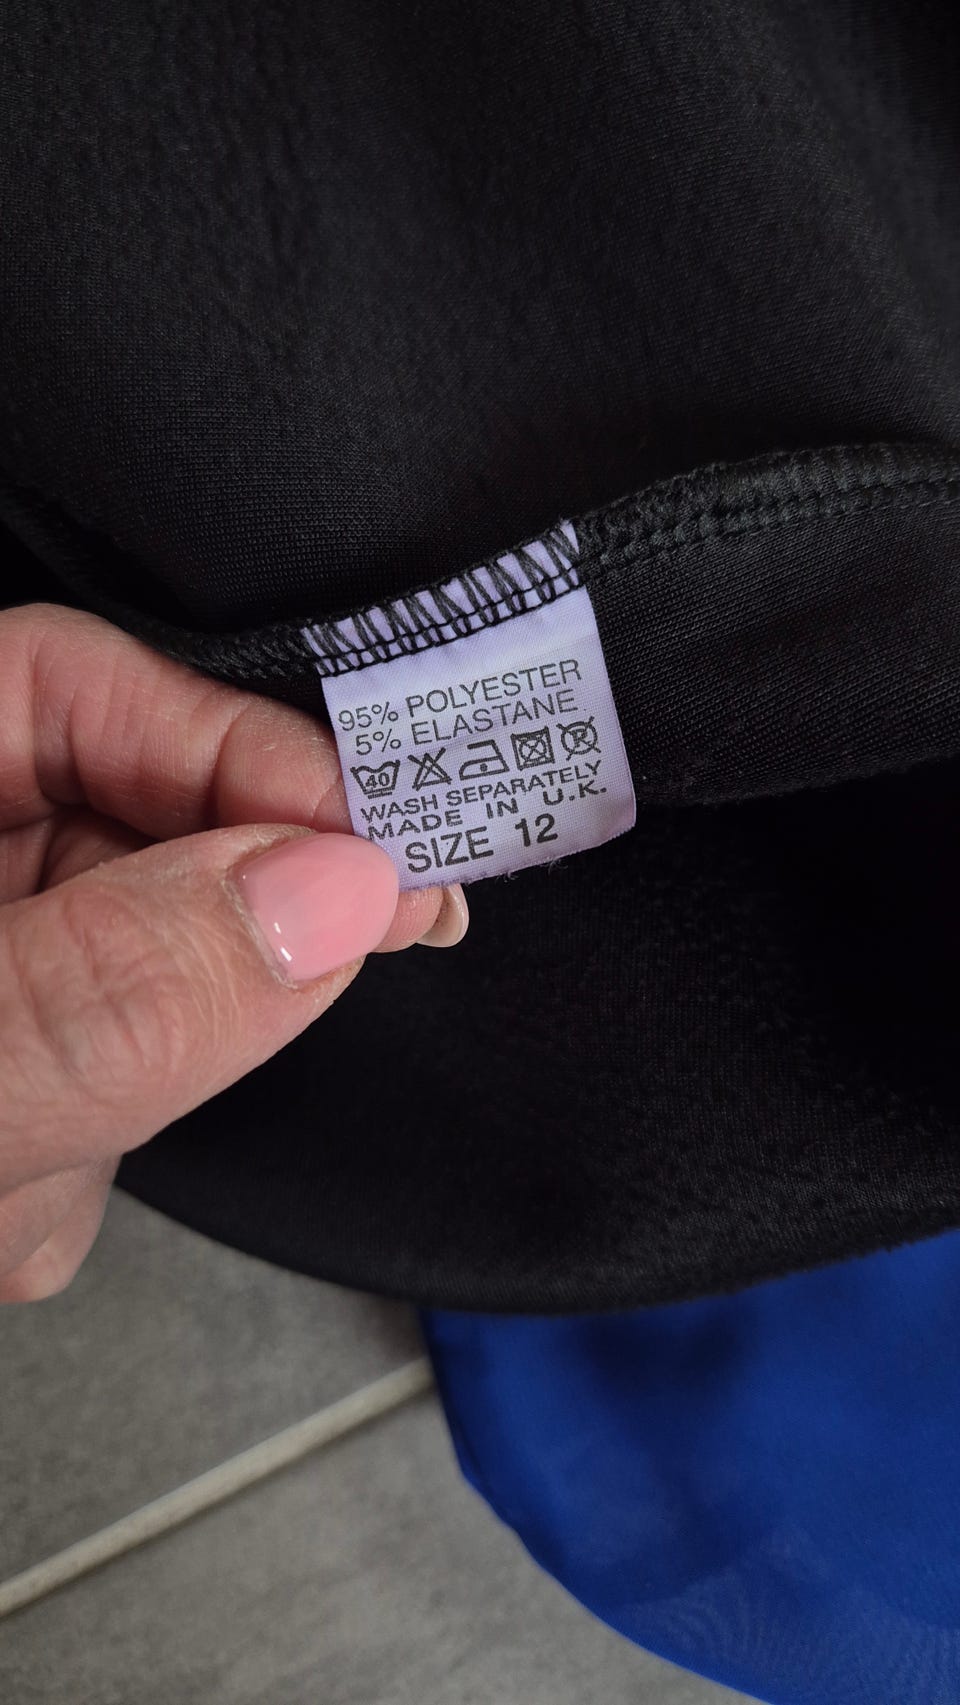 95% POLYESTER
5% ELASTANE
40 P
WASH SEPARATELY
MADE IN U.K.
SIZE 12